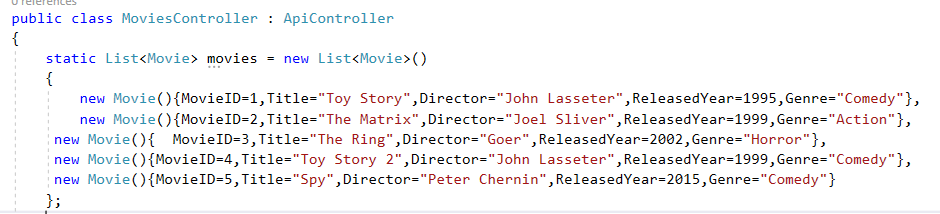 0 references
public class MoviesController : ApiController
{
static List<Movie> movies = new List<Movie>()
{
new Movie(){MovieID=1,Title="Toy Story",Director="John Lasseter",ReleasedYear=1995,Genre="Comedy"},
new Movie(){MovieID=2,Title="The Matrix",Director="Joel Sliver",ReleasedYear=1999,Genre="Action"},
new Movie(){  MovieID=3,Title="The Ring",Director="Goer",ReleasedYear=2002,Genre="Horror"},
new Movie(){MovieID=4,Title="Toy Story 2",Director="John Lasseter",ReleasedYear=1999,Genre="Comedy"},
new Movie(){MovieID=5,Title="Spy",Director="Peter Chernin",ReleasedYear=2015,Genre="Comedy"}
};